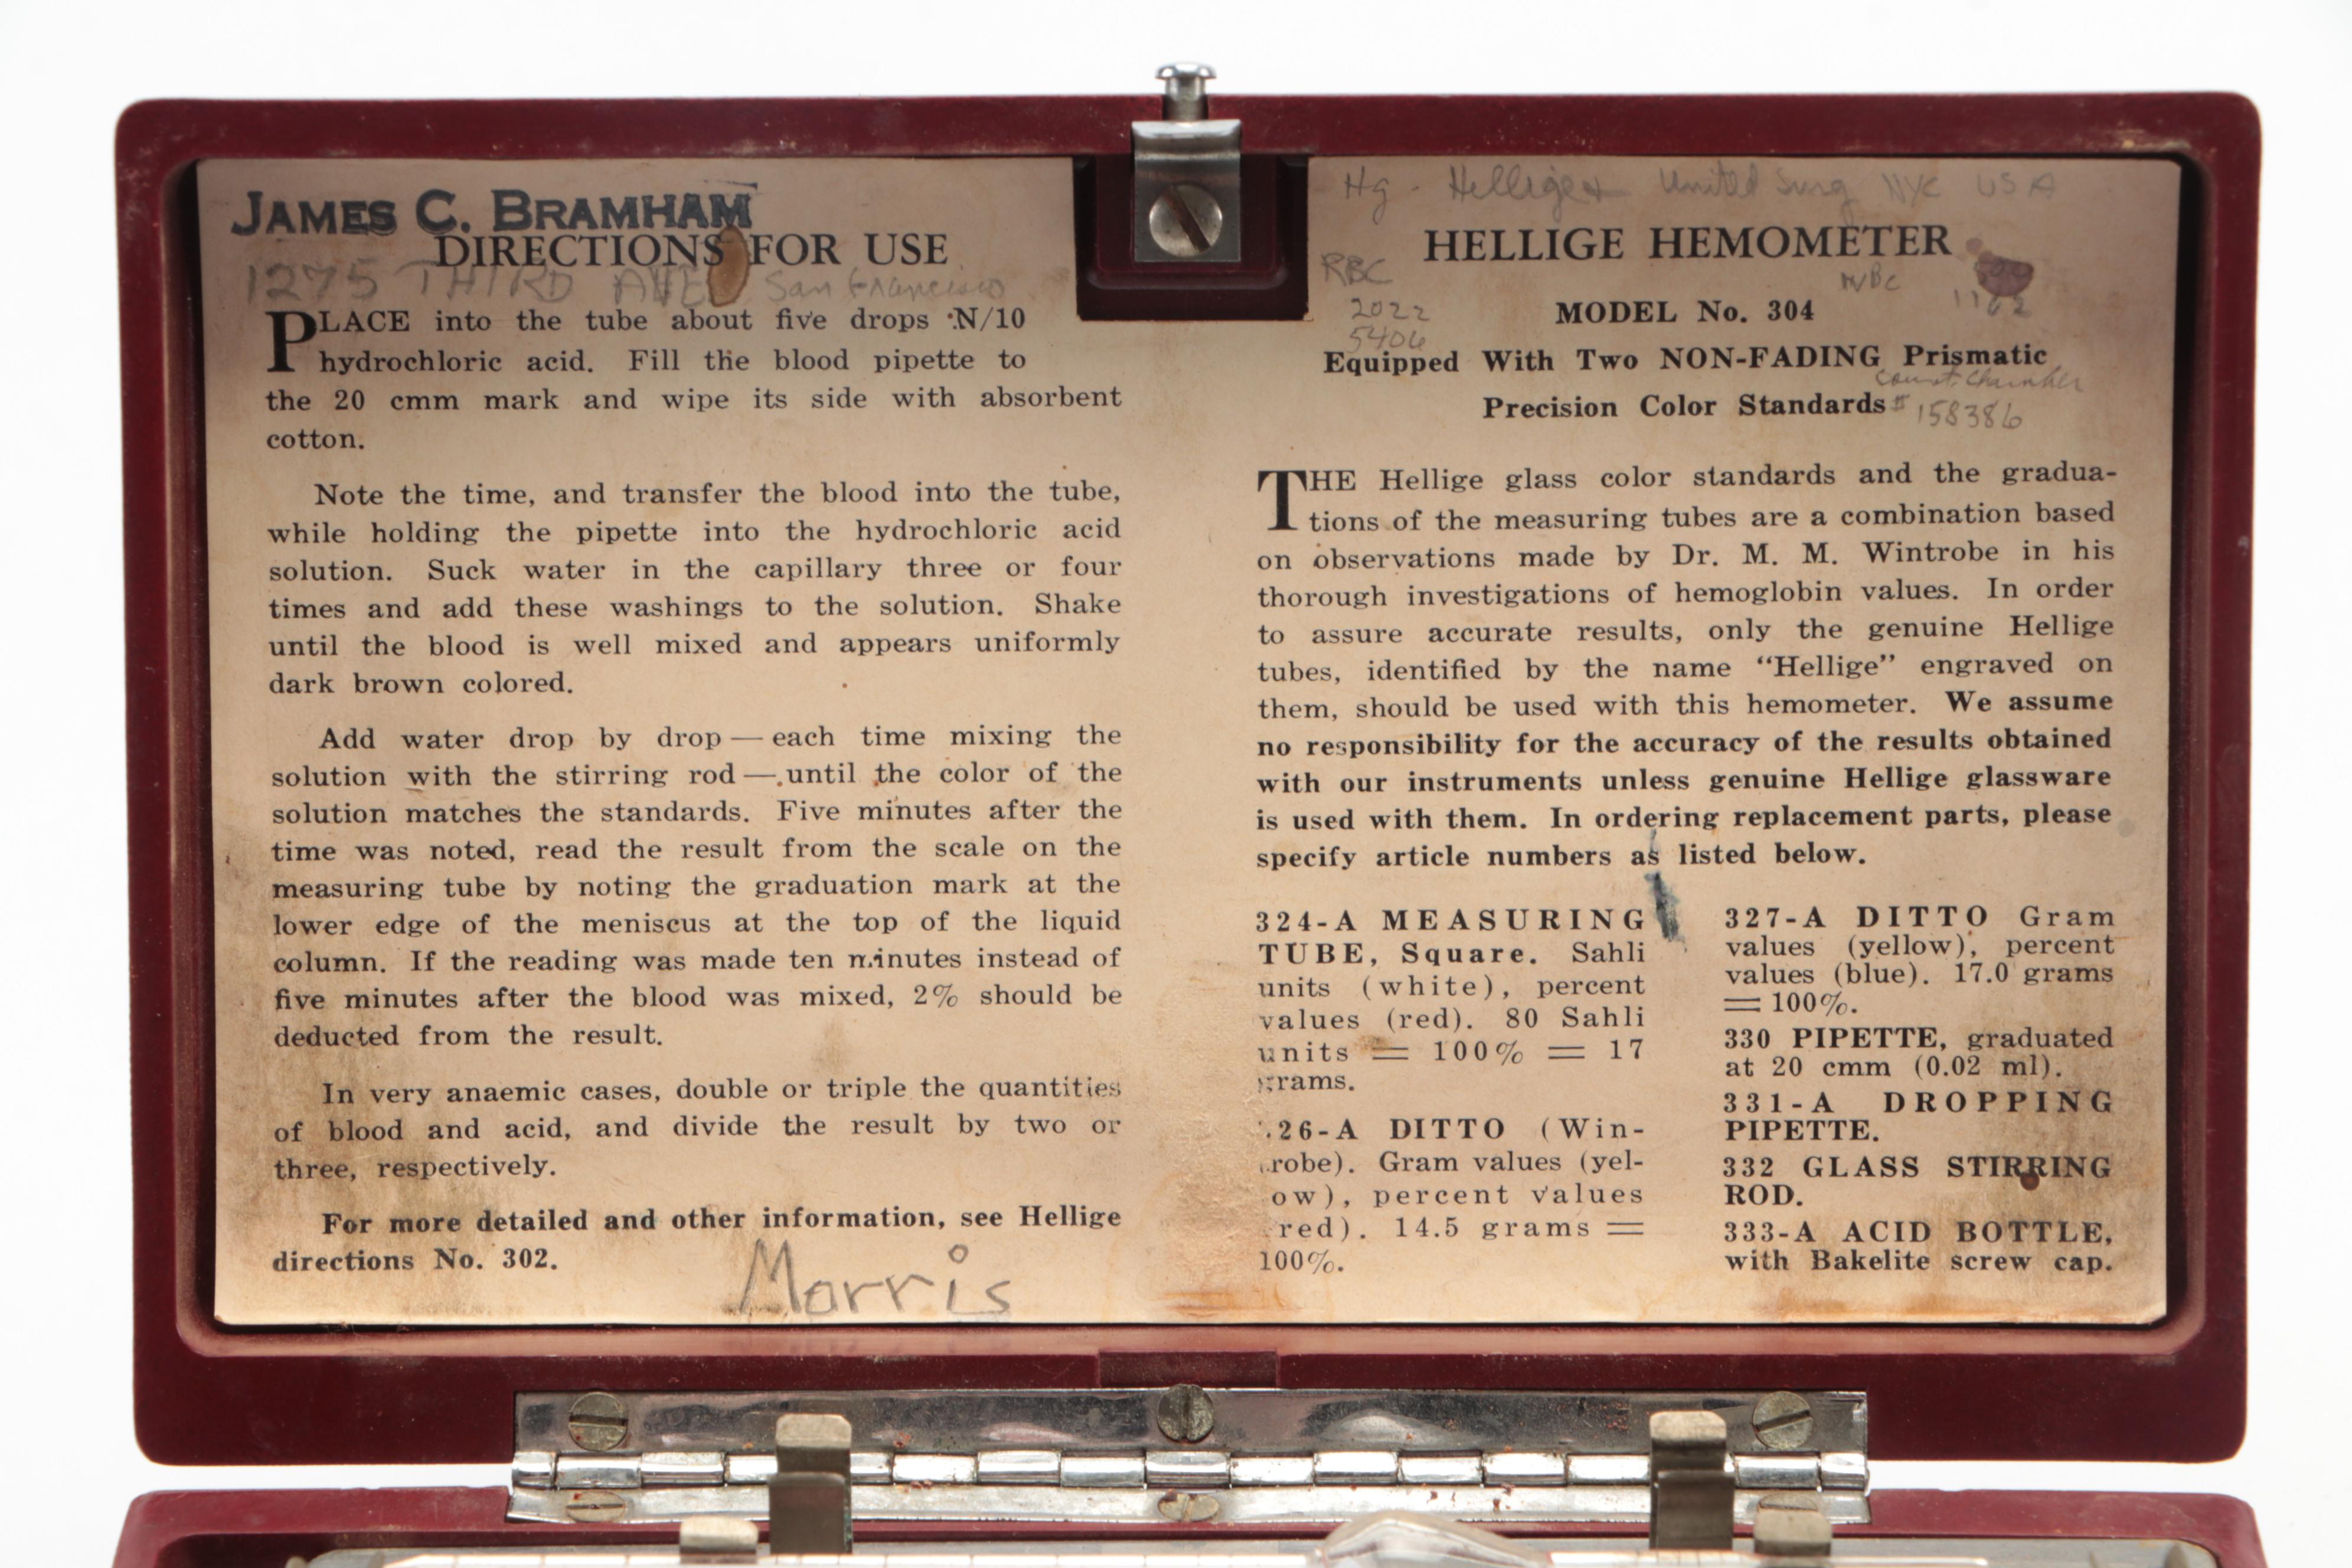 JAMES C. BRAMHAM
DIRECTIONS FOR USE
1275 THIRD AVE San Francisco
PLACE into the tube about five drops N/10
hydrochloric acid. Fill the blood pipette to
the 20 cmm mark and wipe its side with absorbent
cotton.
Note the time, and transfer the blood into the tube,
while holding the pipette into the hydrochloric acid
solution. Suck water in the capillary three or four
times and add these washings to the solution. Shake
until the blood is well mixed and appears uniformly
dark brown colored.
Add water drop by drop — each time mixing the
solution with the stirring rod — until the color of the
solution matches the standards. Five minutes after the
time was noted, read the result from the scale on the
measuring tube by noting the graduation mark at the
lower edge of the meniscus at the top of the liquid
column. If the reading was made ten minutes instead of
five minutes after the blood was mixed, 2% should be
deducted from the result.
In very anaemic cases, double or triple the quantities
of blood and acid, and divide the result by two or
three, respectively.
For more detailed and other information, see Hellige
directions No. 302.
Morris
Hg - Hellige United Surg NYC USA
HELLIGE HEMOMETER
RBC
WBC
2022
1162
5406
MODEL No. 304
Equipped With Two NON-FADING Prismatic
count. Chamber
Precision Color Standards
# 158386
THE Hellige glass color standards and the gradua-
tions of the measuring tubes are a combination based
on observations made by Dr. M. M. Wintrobe in his
thorough investigations of hemoglobin values. In order
to assure accurate results, only the genuine Hellige
tubes, identified by the name “Hellige” engraved on
them, should be used with this hemometer. We assume
no responsibility for the accuracy of the results obtained
with our instruments unless genuine Hellige glassware
is used with them. In ordering replacement parts, please
specify article numbers as listed below.
324-A MEASURING
TUBE, Square. Sahli
units (white), percent
values (red). 80 Sahli
units = 100% = 17
grams.
26-A DITTO (Win-
robe). Gram values (yel-
ow), percent values
red). 14.5 grams =
100%.
327-A DITTO Gram
values (yellow), percent
values (blue). 17.0 grams
= 100%.
330 PIPETTE, graduated
at 20 cmm (0.02 ml).
331-A DROPPING
PIPETTE.
332 GLASS STIRRING
ROD.
333-A ACID BOTTLE,
with Bakelite screw cap.